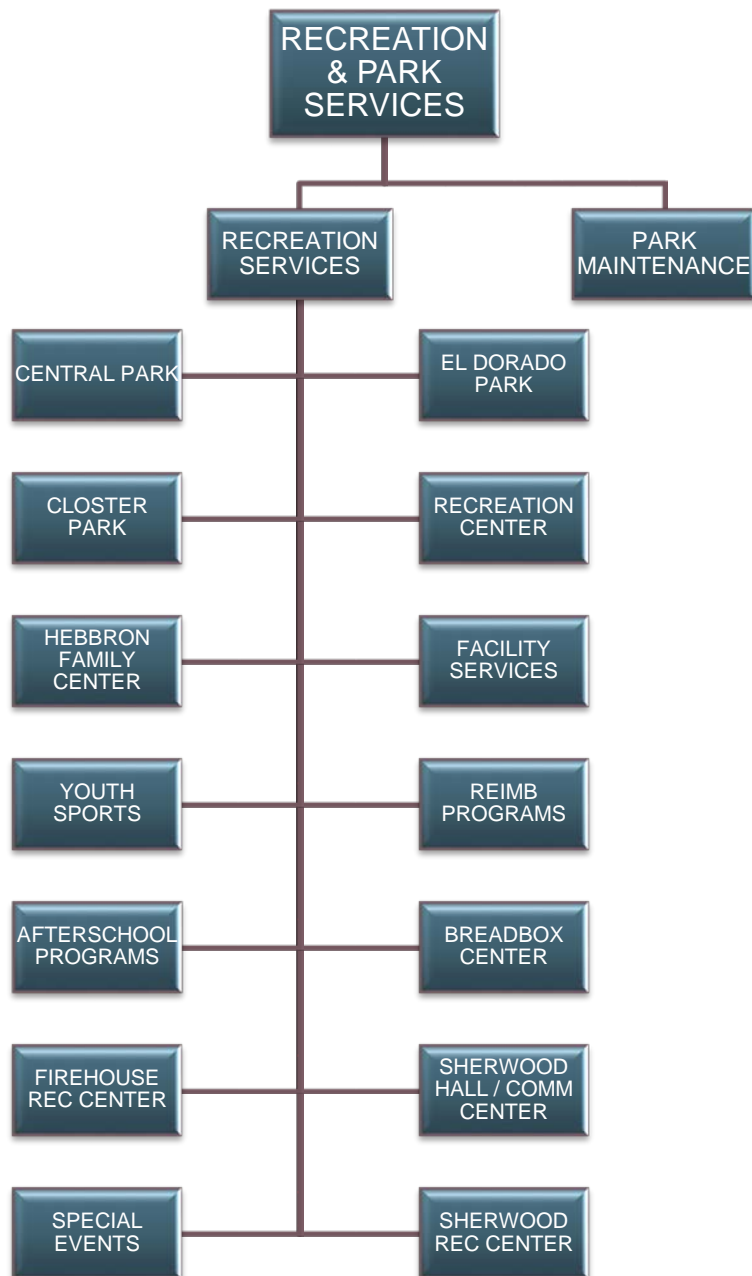 RECREATION
& PARK
SERVICES
RECREATION
SERVICES
PARK
MAINTENANCE
CENTRAL PARK
EL DORADO
PARK
CLOSTER
PARK
RECREATION
CENTER
HEBBRON
FAMILY
CENTER
FACILITY
SERVICES
YOUTH
SPORTS
REIMB
PROGRAMS
AFTERSCHOOL
PROGRAMS
BREADBOX
CENTER
FIREHOUSE
REC CENTER
SHERWOOD
HALL / COMM
CENTER
SPECIAL
EVENTS
SHERWOOD
REC CENTER